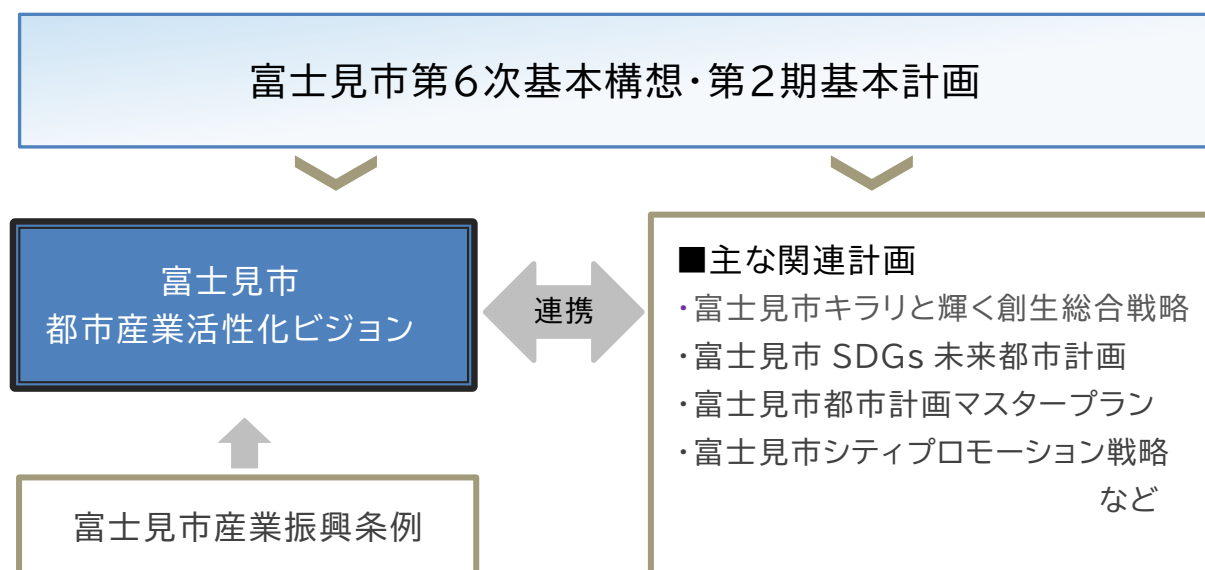 富士見市第6次基本構想・第2期基本計画
富士見市
都市産業活性化ビジョン
連携
■主な関連計画
・富士見市キラリと輝く創生総合戦略
・富士見市 SDGs 未来都市計画
・富士見市都市計画マスタープラン
・富士見市シティプロモーション戦略
など
富士見市産業振興条例